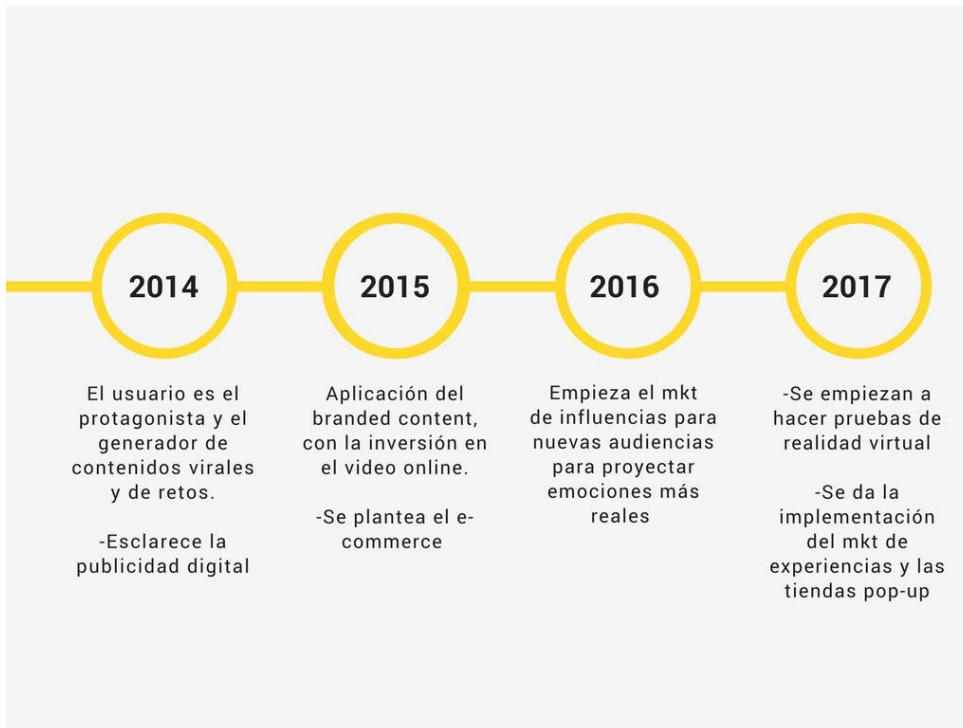 2014
El usuario es el
protagonista y el
generador de
contenidos virales
y de retos.
-Esclarece la
publicidad digital
2015
Aplicación del
branded content,
con la inversión en
el video online.
-Se plantea el e-
commerce
2016
Empieza el mkt
de influencias para
nuevas audiencias
para proyectar
emociones más
reales
2017
-Se empiezan a
hacer pruebas de
realidad virtual
-Se da la
implementación
del mkt de
experiencias y las
tiendas pop-up